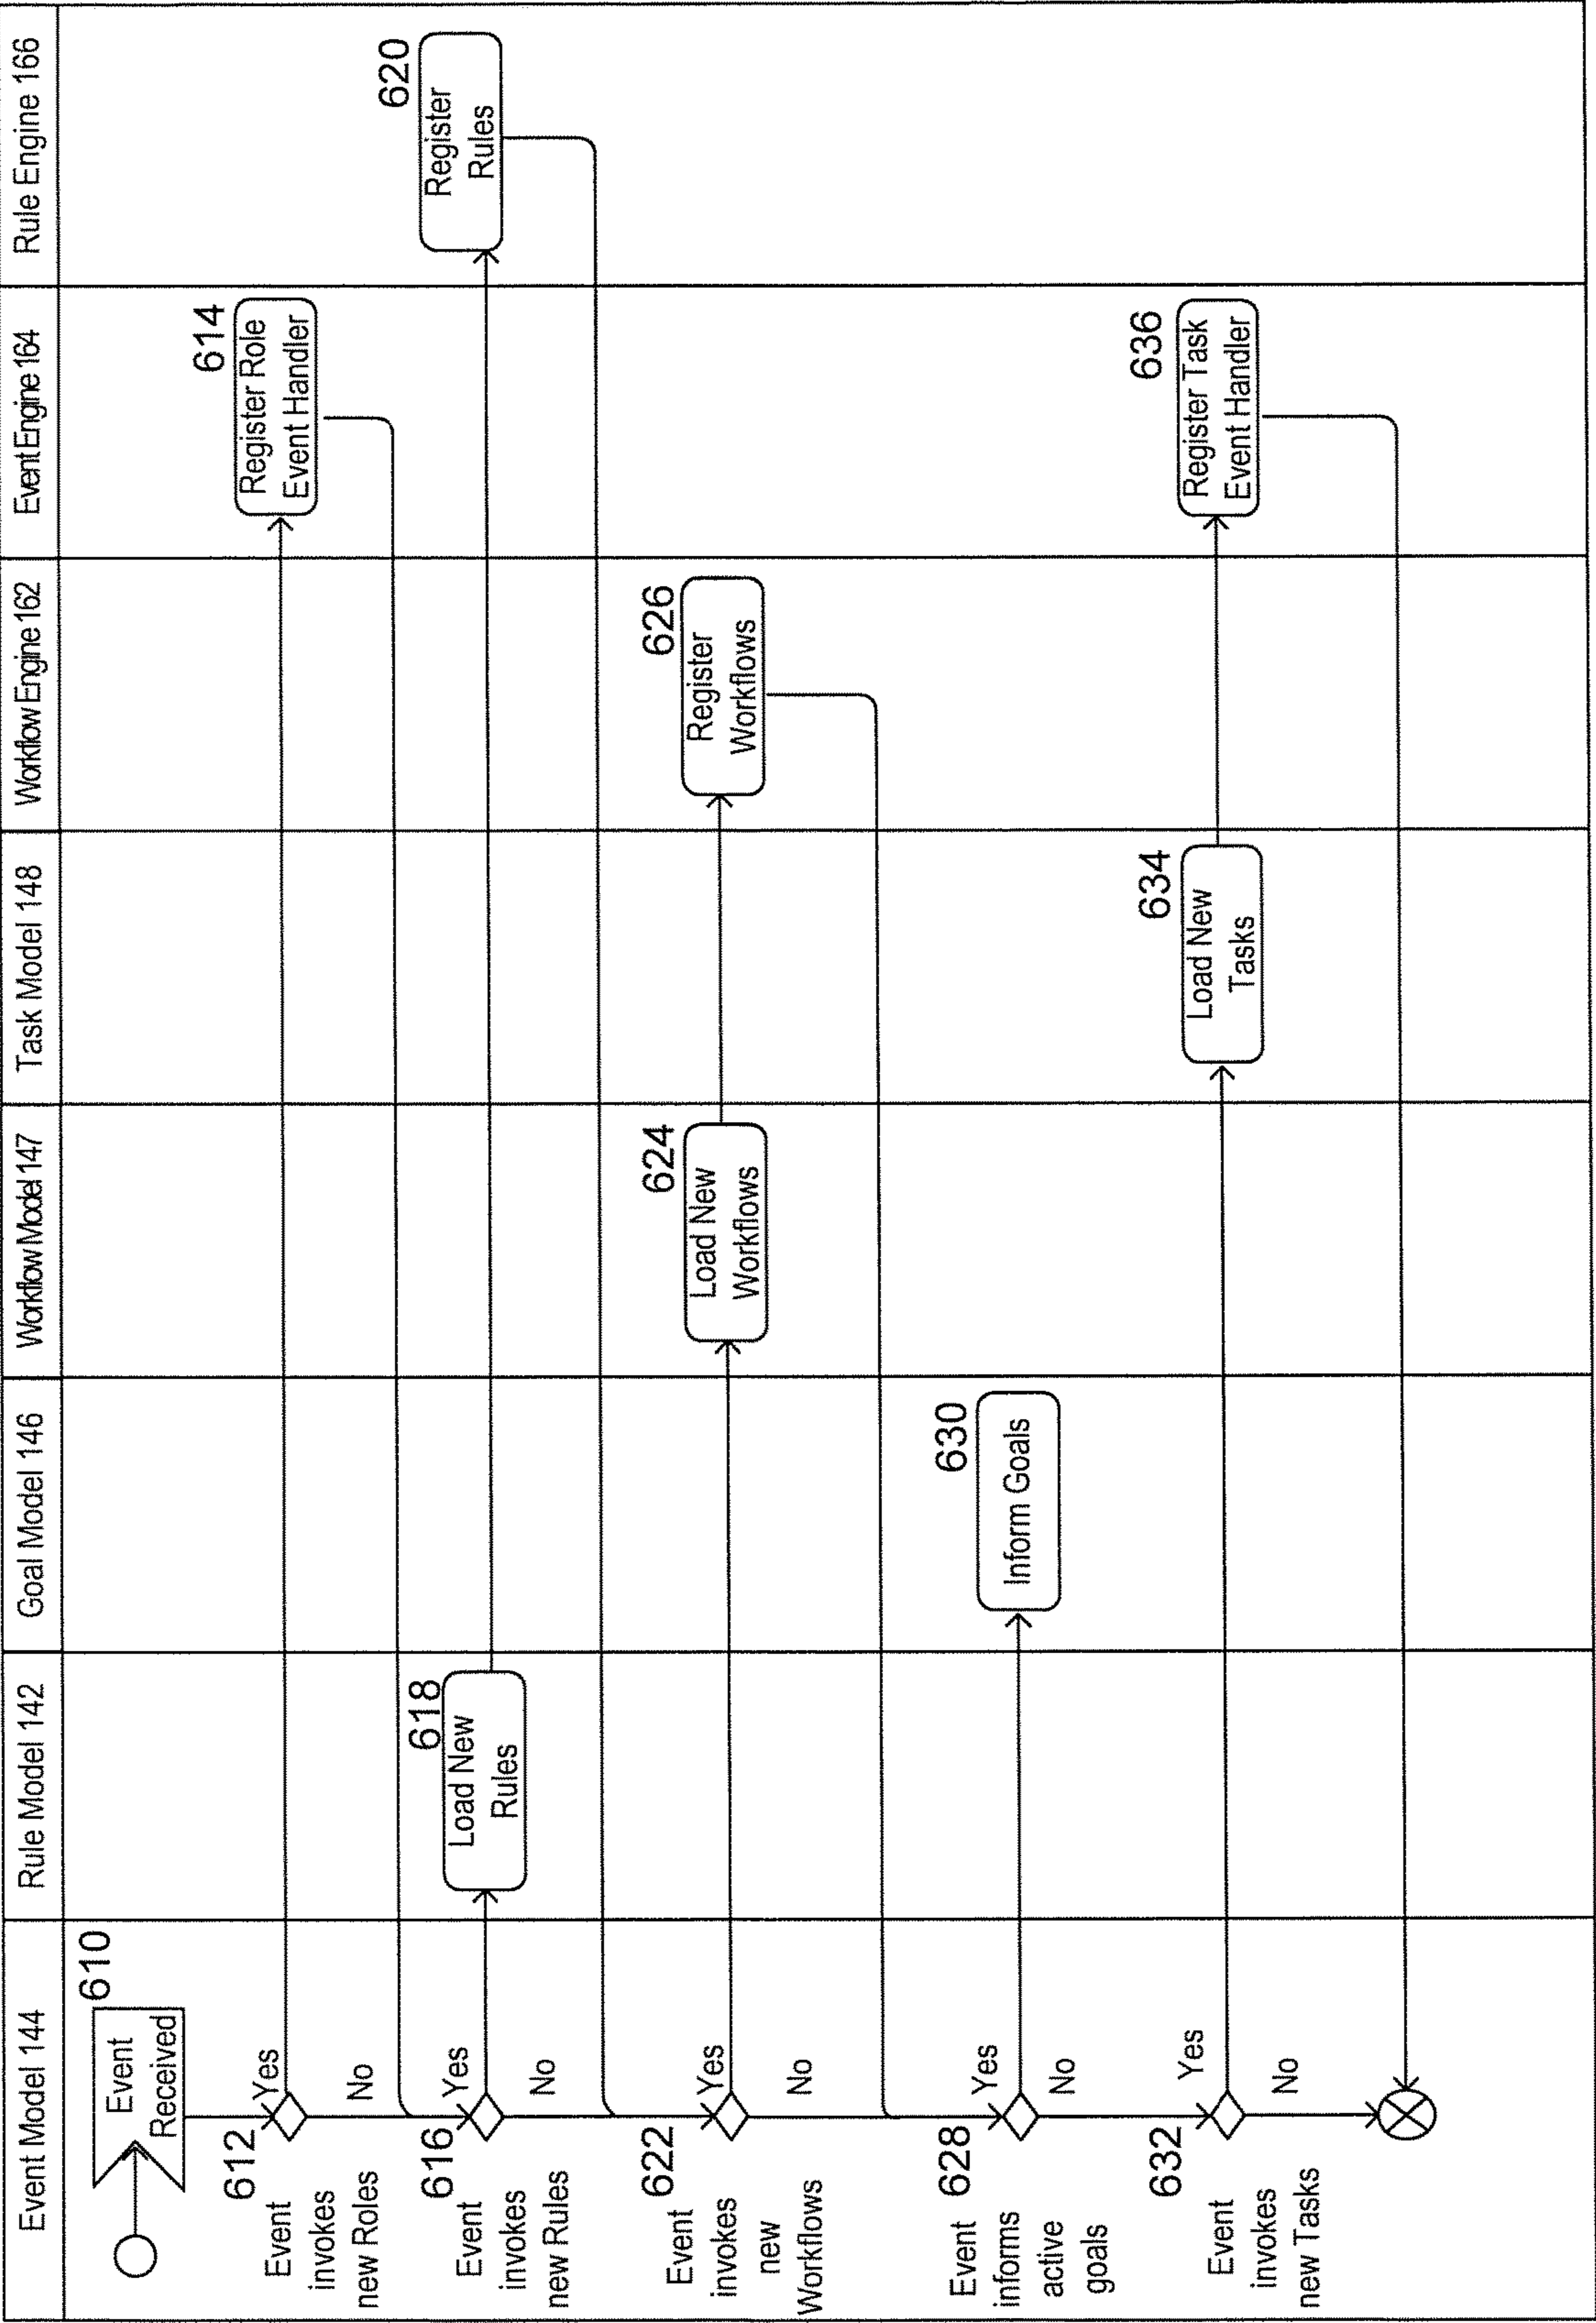 Event Model 144
Rule Model 142
Goal Model 146
Workflow Model 147
Task Model 148
Workflow Engine 162
Event Engine 164
Rule Engine 166
610
Event
Received
612
Yes
No
Event
invokes
new Roles
614
Register Role
Event Handler
616
Yes
No
Event
invokes
new Rules
618
Load New
Rules
620
Register
Rules
622
Yes
No
Event
invokes
new
Workflows
624
Load New
Workflows
626
Register
Workflows
628
Yes
No
Event
informs
active
goals
630
Inform Goals
632
Yes
No
Event
invokes
new Tasks
634
Load New
Tasks
636
Register Task
Event Handler